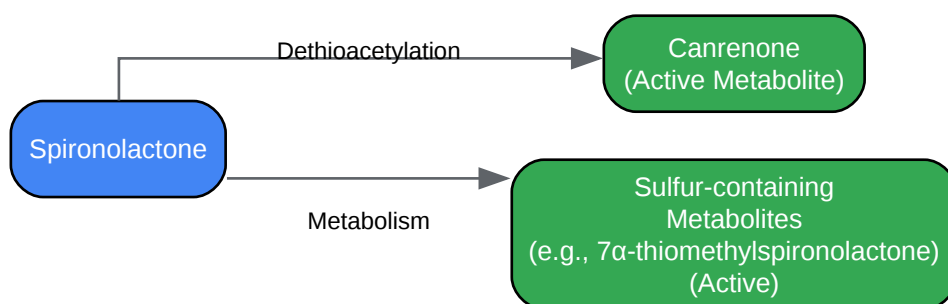 Dethioacetylation
Canrenone
(Active Metabolite)
Spironolactone
Metabolism
Sulfur-containing
Metabolites
(e.g., 7α-thiomethylspironolactone)
(Active)